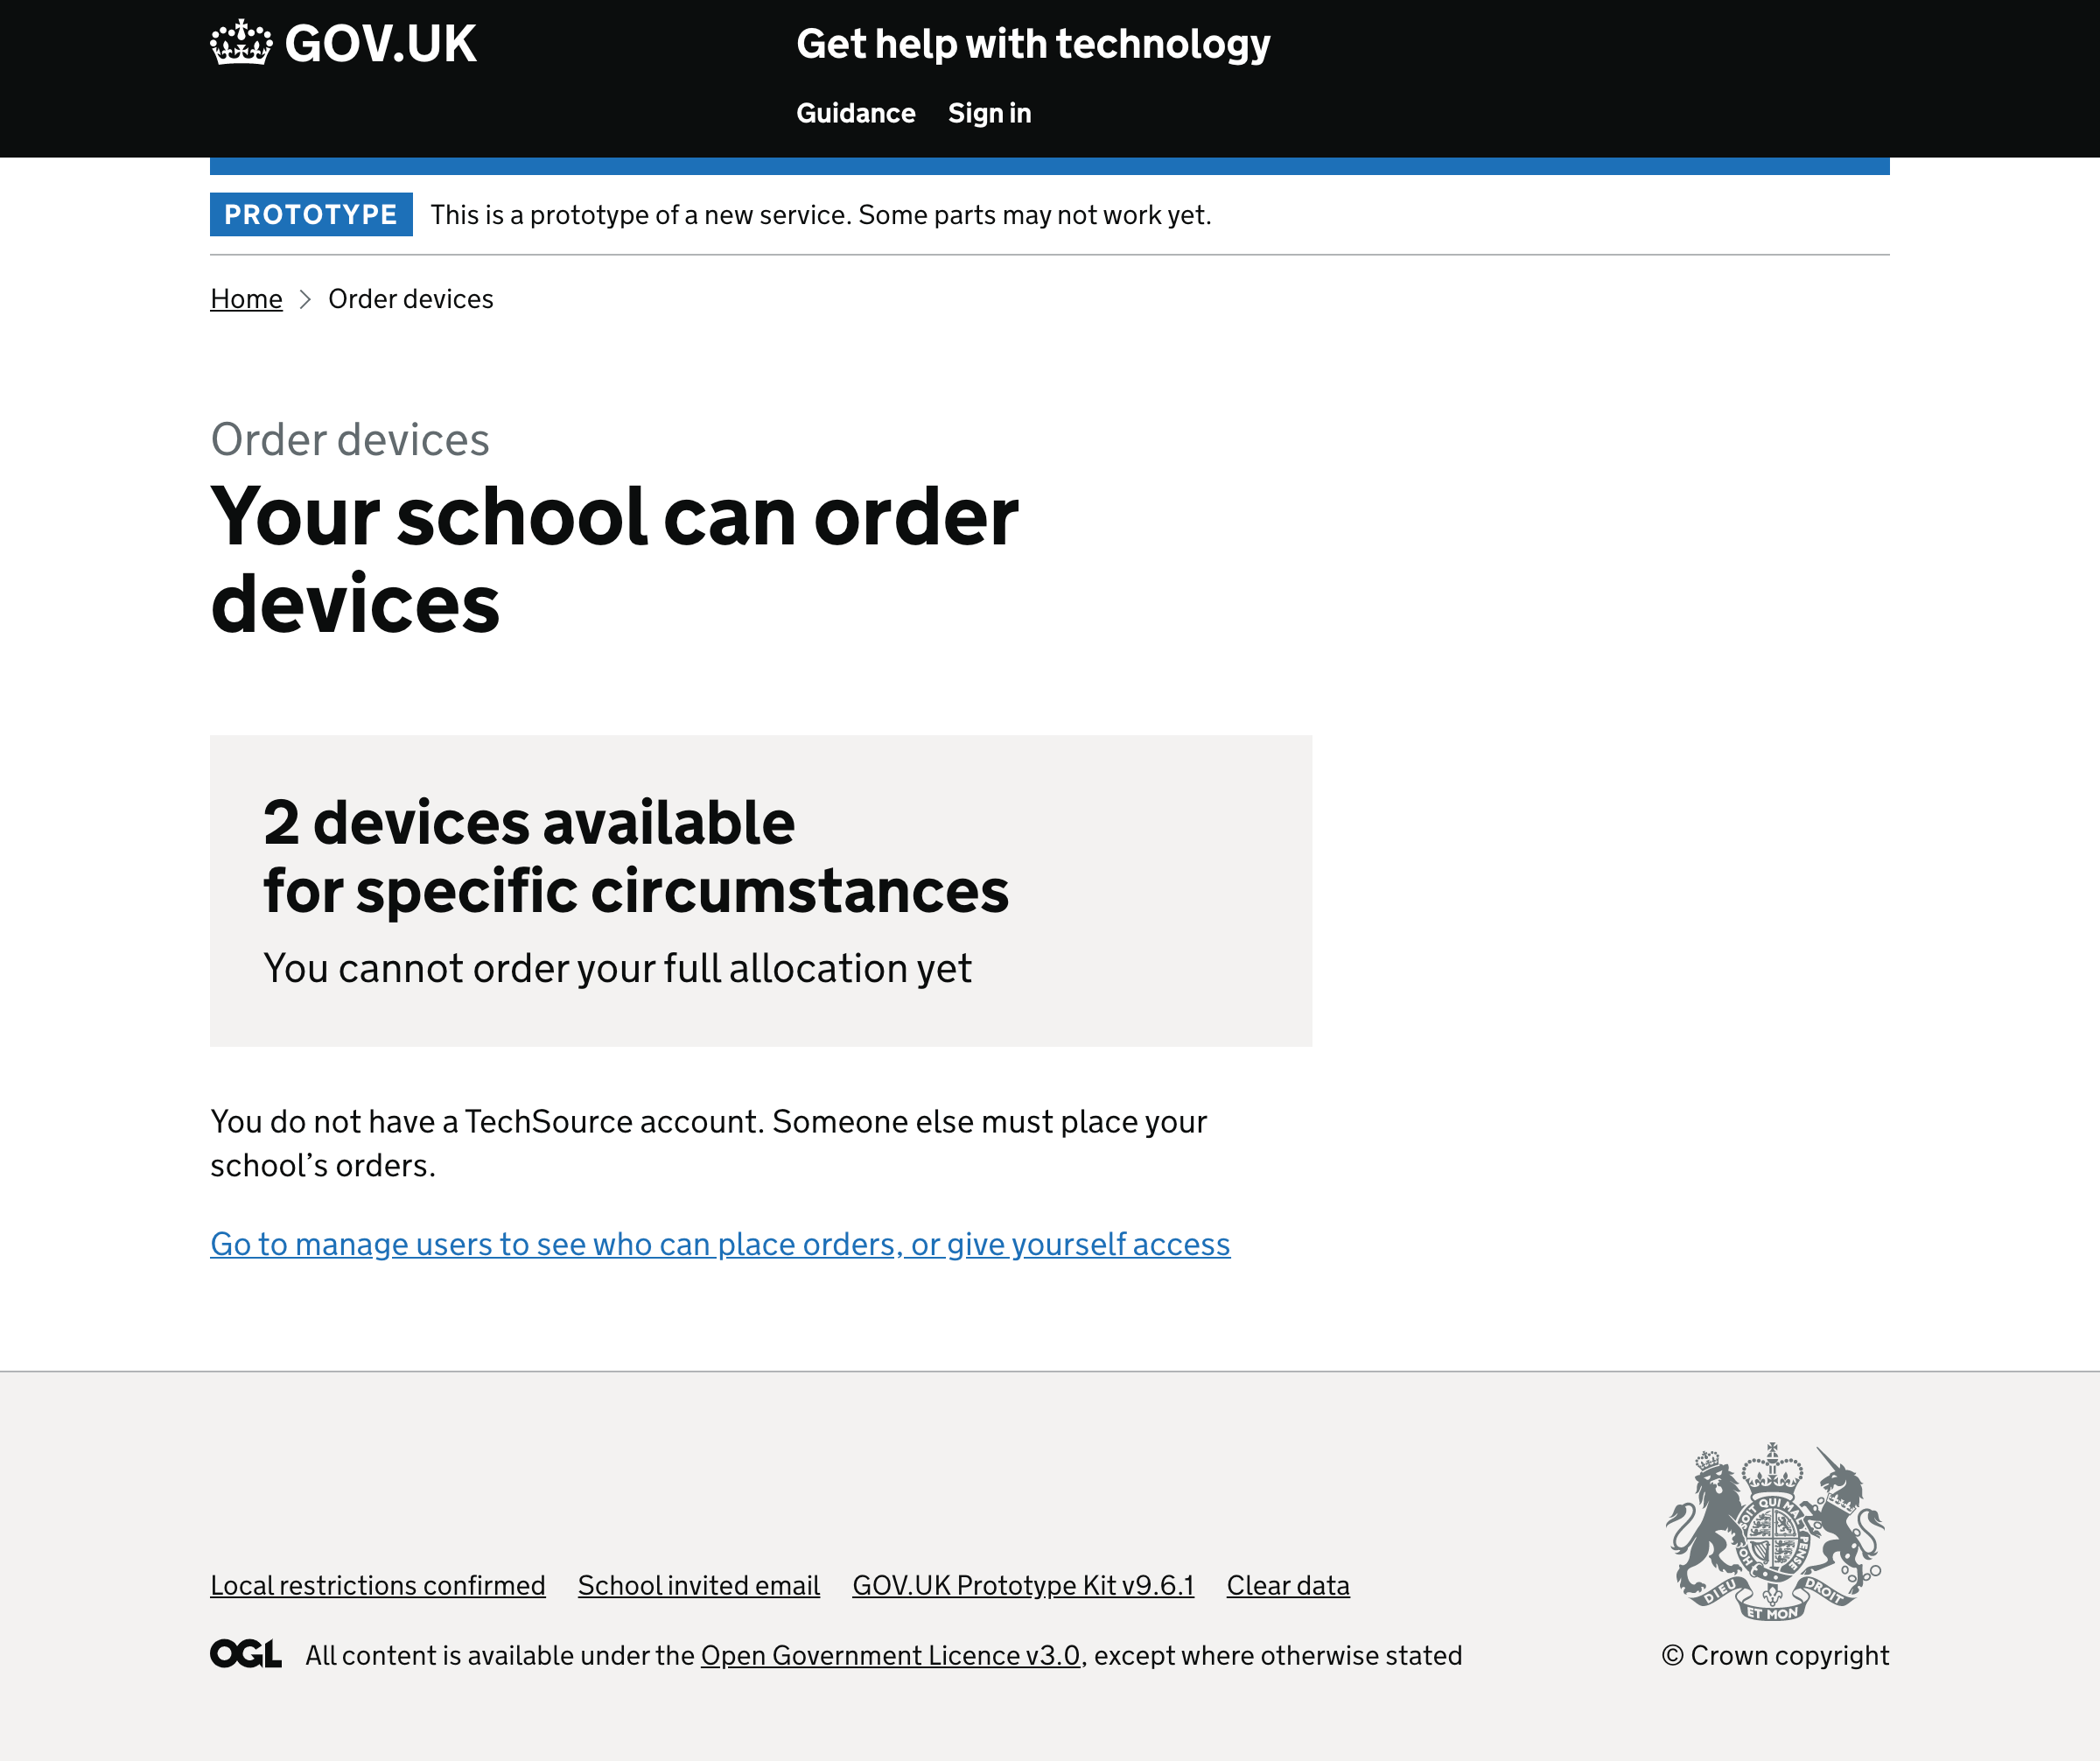 GOV.UK
Get help with technology
Guidance Sign in
PROTOTYPE This is a prototype of a new service. Some parts may not work yet.
Home Order devices
Order devices
Your school can order
devices
2 devices available
for specific circumstances
You cannot order your full allocation yet
You do not have a TechSource account. Someone else must place your
school’s orders.
Go to manage users to see who can place orders, or give yourself access
SOIT QUI MAL Y PENSE
HO
DIEU ET MON DROIT
Local restrictions confirmed School invited email GOV.UK Prototype Kit v9.6.1 Clear data
OGL All content is available under the Open Government Licence v3.0, except where otherwise stated
© Crown copyright